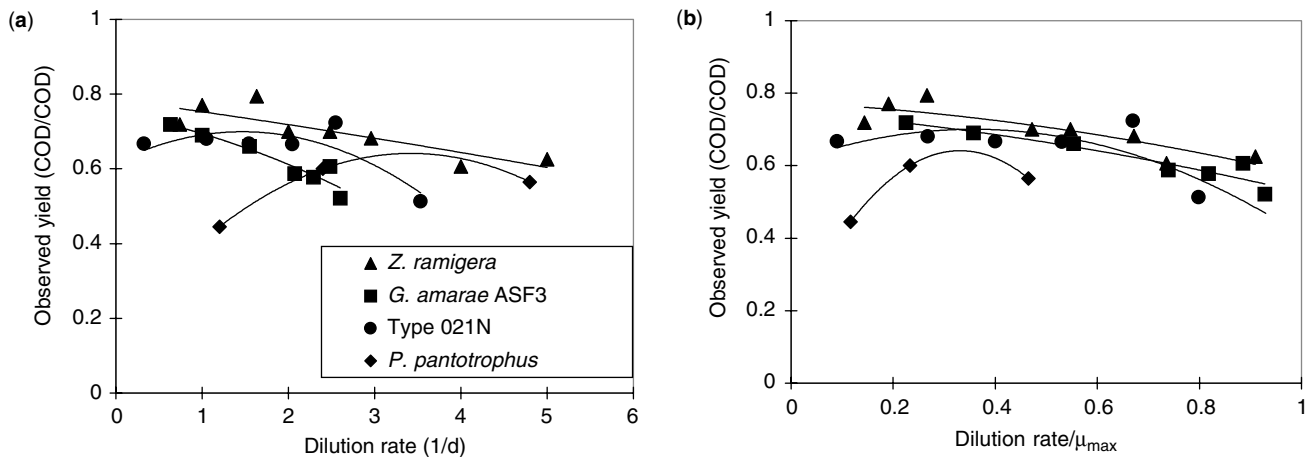 (a)
Observed yield (COD/COD)
1
0.8
0.6
0.4
0.2
0
0 1 2 3 4 5 6
Dilution rate (1/d)
Z. ramigera
G. amarae ASF3
Type 021N
P. pantotrophus
(b)
Observed yield (COD/COD)
1
0.8
0.6
0.4
0.2
0
0 0.2 0.4 0.6 0.8 1
Dilution rate/μmax